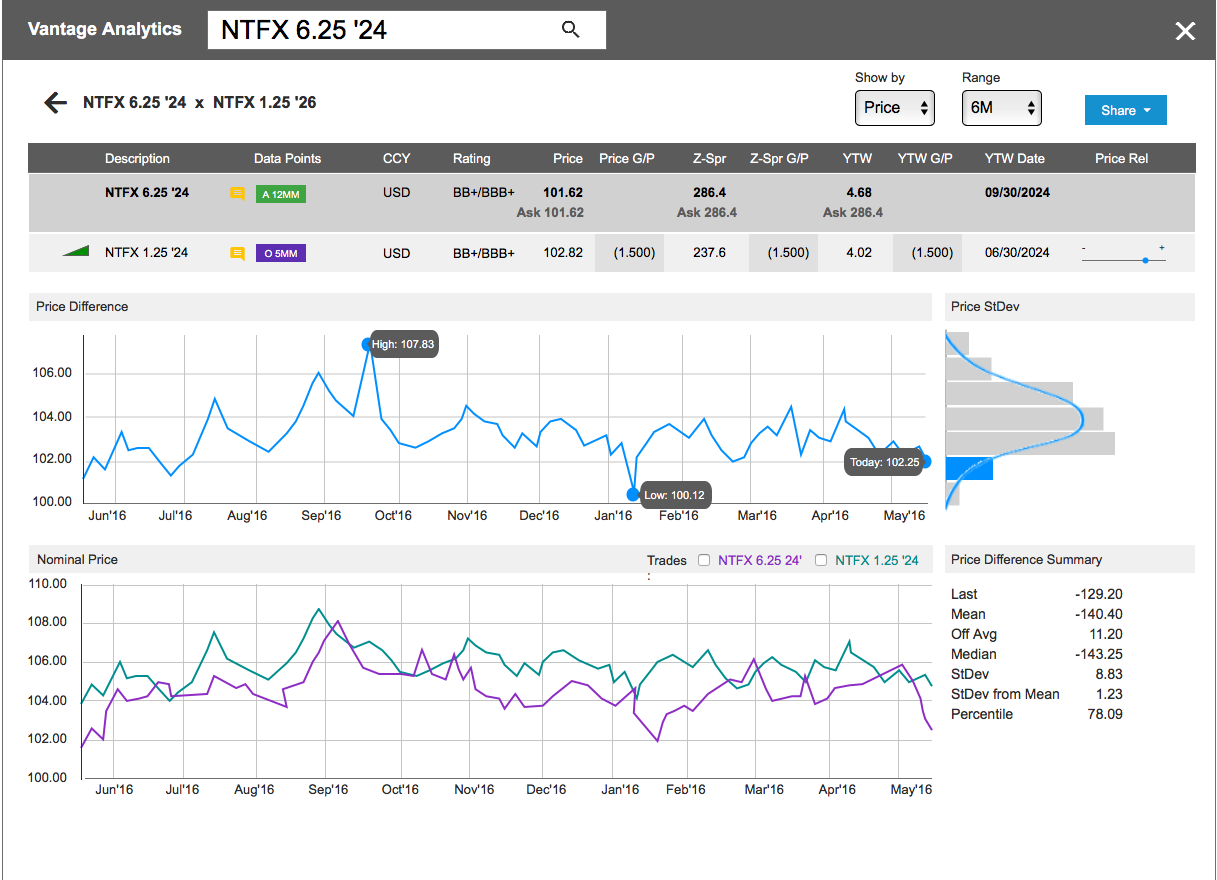 Vantage Analytics
NTFX 6.25 '24
NTFX 6.25 '24 x NTFX 1.25 '26
Show by
Price
Range
6M
Share
Description Data Points CCY Rating Price Price G/P Z-Spr Z-Spr G/P YTW YTW G/P YTW Date Price Rel
NTFX 6.25 '24 A 12MM USD BB+/BBB+ 101.62 286.4 4.68 09/30/2024
Ask 101.62 Ask 286.4 Ask 286.4
NTFX 1.25 '24 O 5MM USD BB+/BBB+ 102.82 (1.500) 237.6 (1.500) 4.02 (1.500) 06/30/2024 - +
Price Difference
High: 107.83
106.00
104.00
102.00
Today: 102.25
Low: 100.12
100.00
Jun'16 Jul'16 Aug'16 Sep'16 Oct'16 Nov'16 Dec'16 Jan'16 Feb'16 Mar'16 Apr'16 May'16
Price StDev
Nominal Price
Trades NTFX 6.25 24' NTFX 1.25 '24
:
110.00
108.00
106.00
104.00
102.00
100.00
Jun'16 Jul'16 Aug'16 Sep'16 Oct'16 Nov'16 Dec'16 Jan'16 Feb'16 Mar'16 Apr'16 May'16
Price Difference Summary
Last -129.20
Mean -140.40
Off Avg 11.20
Median -143.25
StDev 8.83
StDev from Mean 1.23
Percentile 78.09